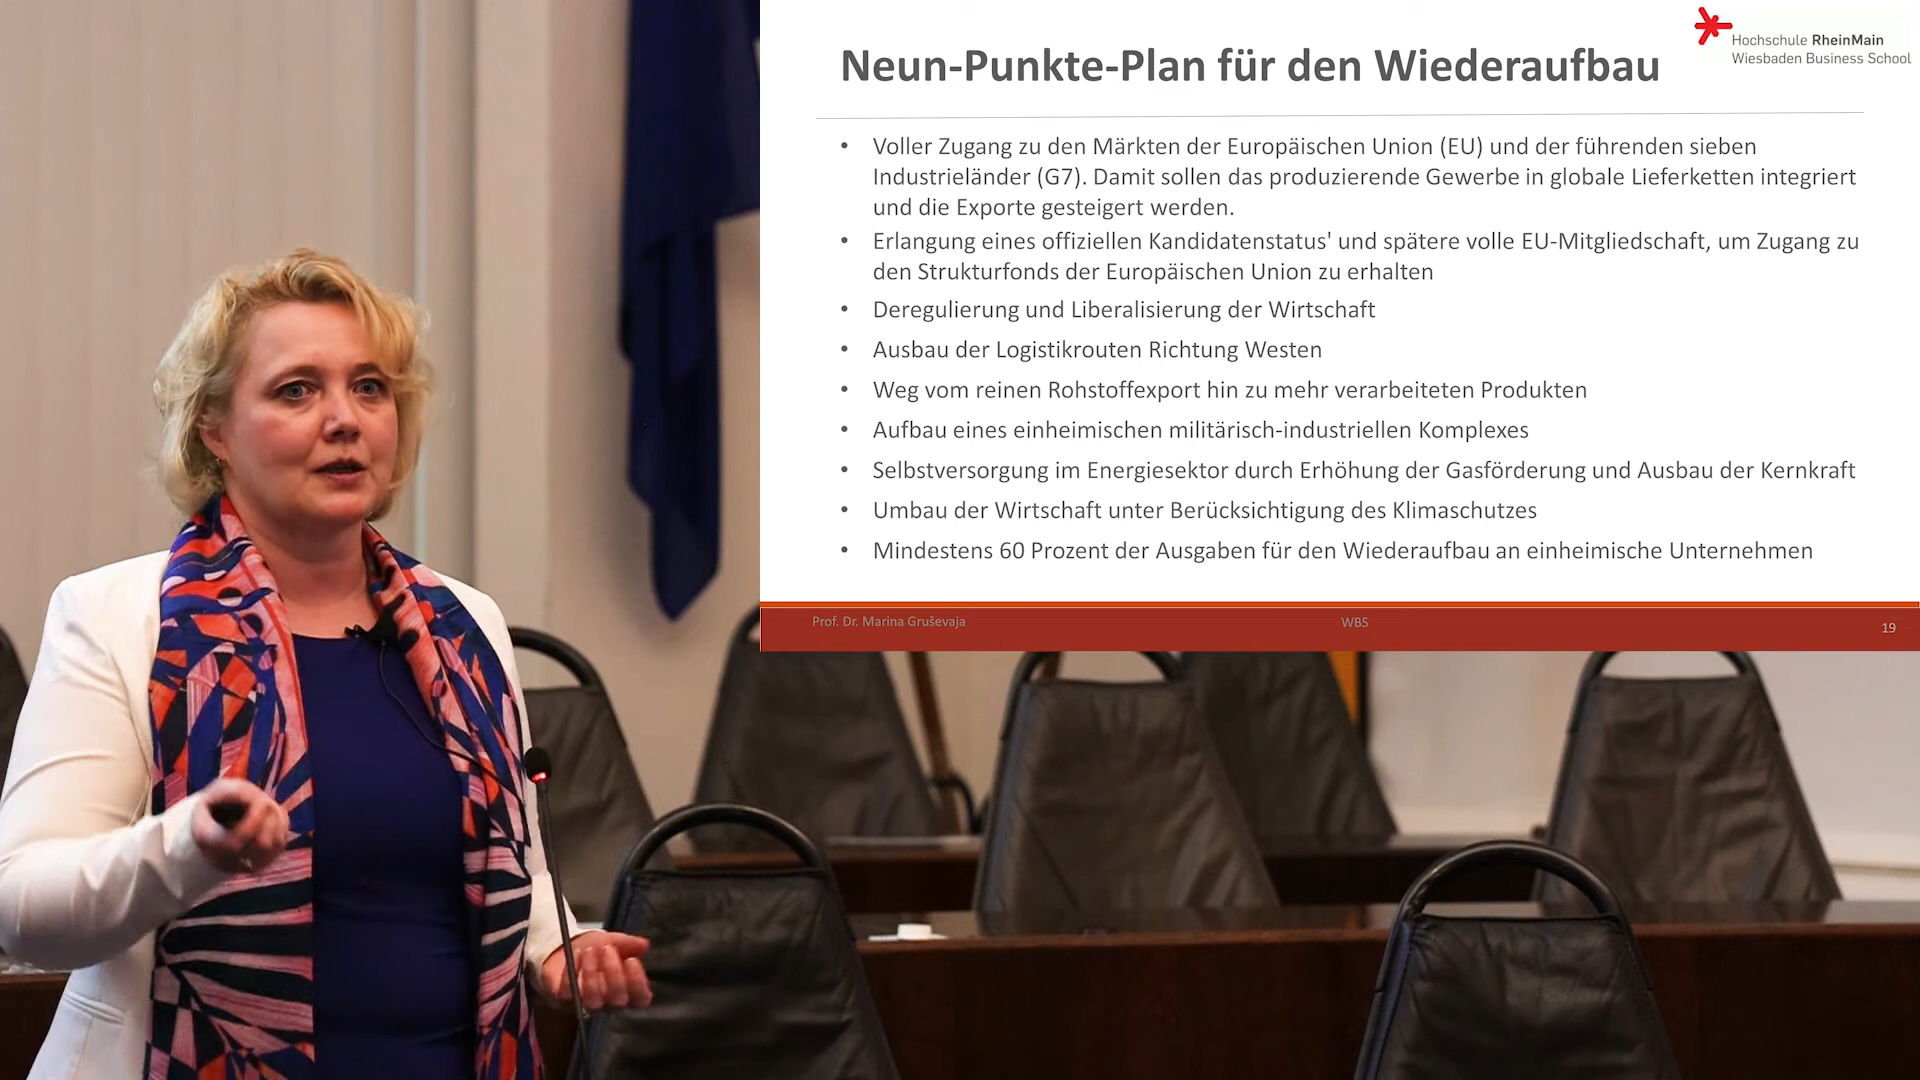 Hochschule RheinMain
Wiesbaden Business School
Neun-Punkte-Plan für den Wiederaufbau
• Voller Zugang zu den Märkten der Europäischen Union (EU) und der führenden sieben
Industrieländer (G7). Damit sollen das produzierende Gewerbe in globale Lieferketten integriert
und die Exporte gesteigert werden.
• Erlangung eines offiziellen Kandidatenstatus' und spätere volle EU-Mitgliedschaft, um Zugang zu
den Strukturfonds der Europäischen Union zu erhalten
• Deregulierung und Liberalisierung der Wirtschaft
• Ausbau der Logistikrouten Richtung Westen
• Weg vom reinen Rohstoffexport hin zu mehr verarbeiteten Produkten
• Aufbau eines einheimischen militärisch-industriellen Komplexes
• Selbstversorgung im Energiesektor durch Erhöhung der Gasförderung und Ausbau der Kernkraft
• Umbau der Wirtschaft unter Berücksichtigung des Klimaschutzes
• Mindestens 60 Prozent der Ausgaben für den Wiederaufbau an einheimische Unternehmen
Prof. Dr. Marina Gruševaja
WBS
19